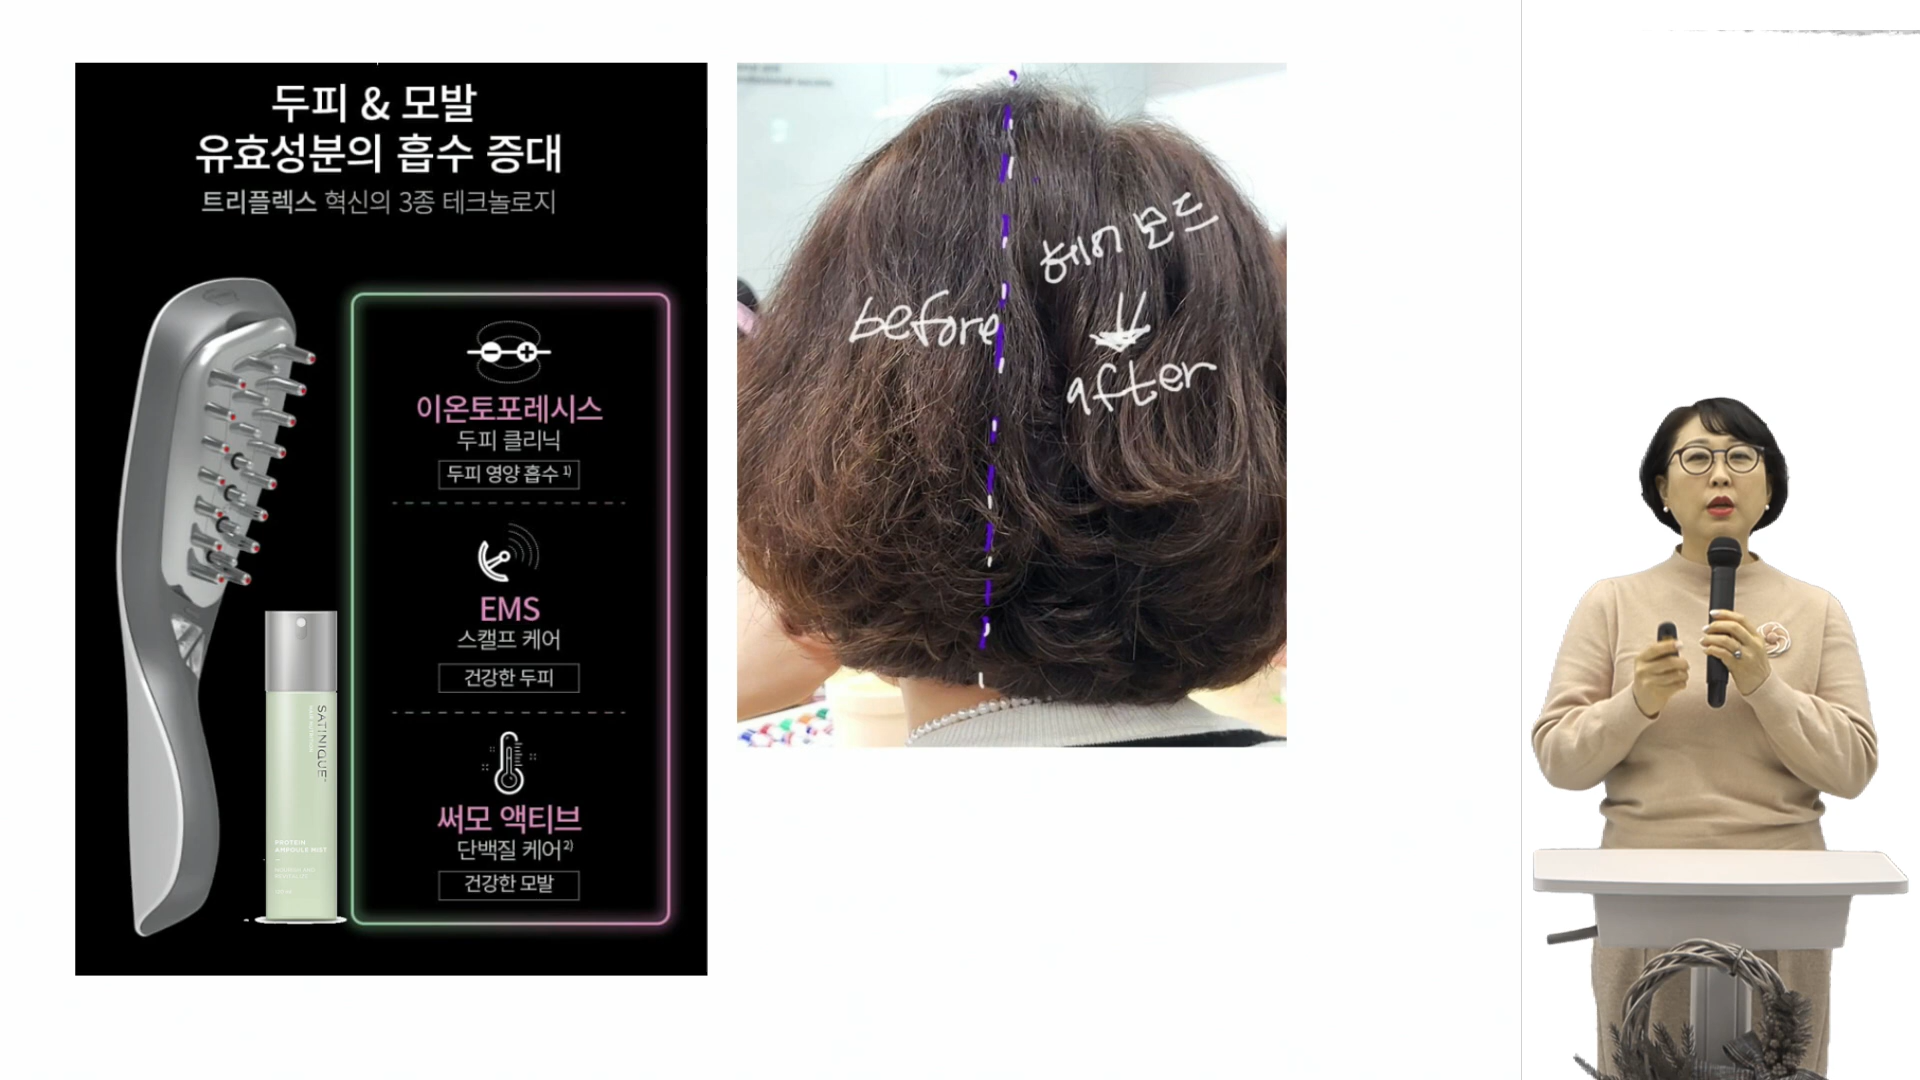 두피 & 모발
유효성분의 흡수 증대
트리플렉스 혁신의 3종 테크놀로지
이온토포레시스
두피 클리닉
두피 영양 흡수 1)
EMS
스캘프 케어
건강한 두피
써모 액티브
단백질 케어2)
건강한 모발
SATINIQUE
PROTEIN
AMPOULE MIST
before
헤어 모드
after